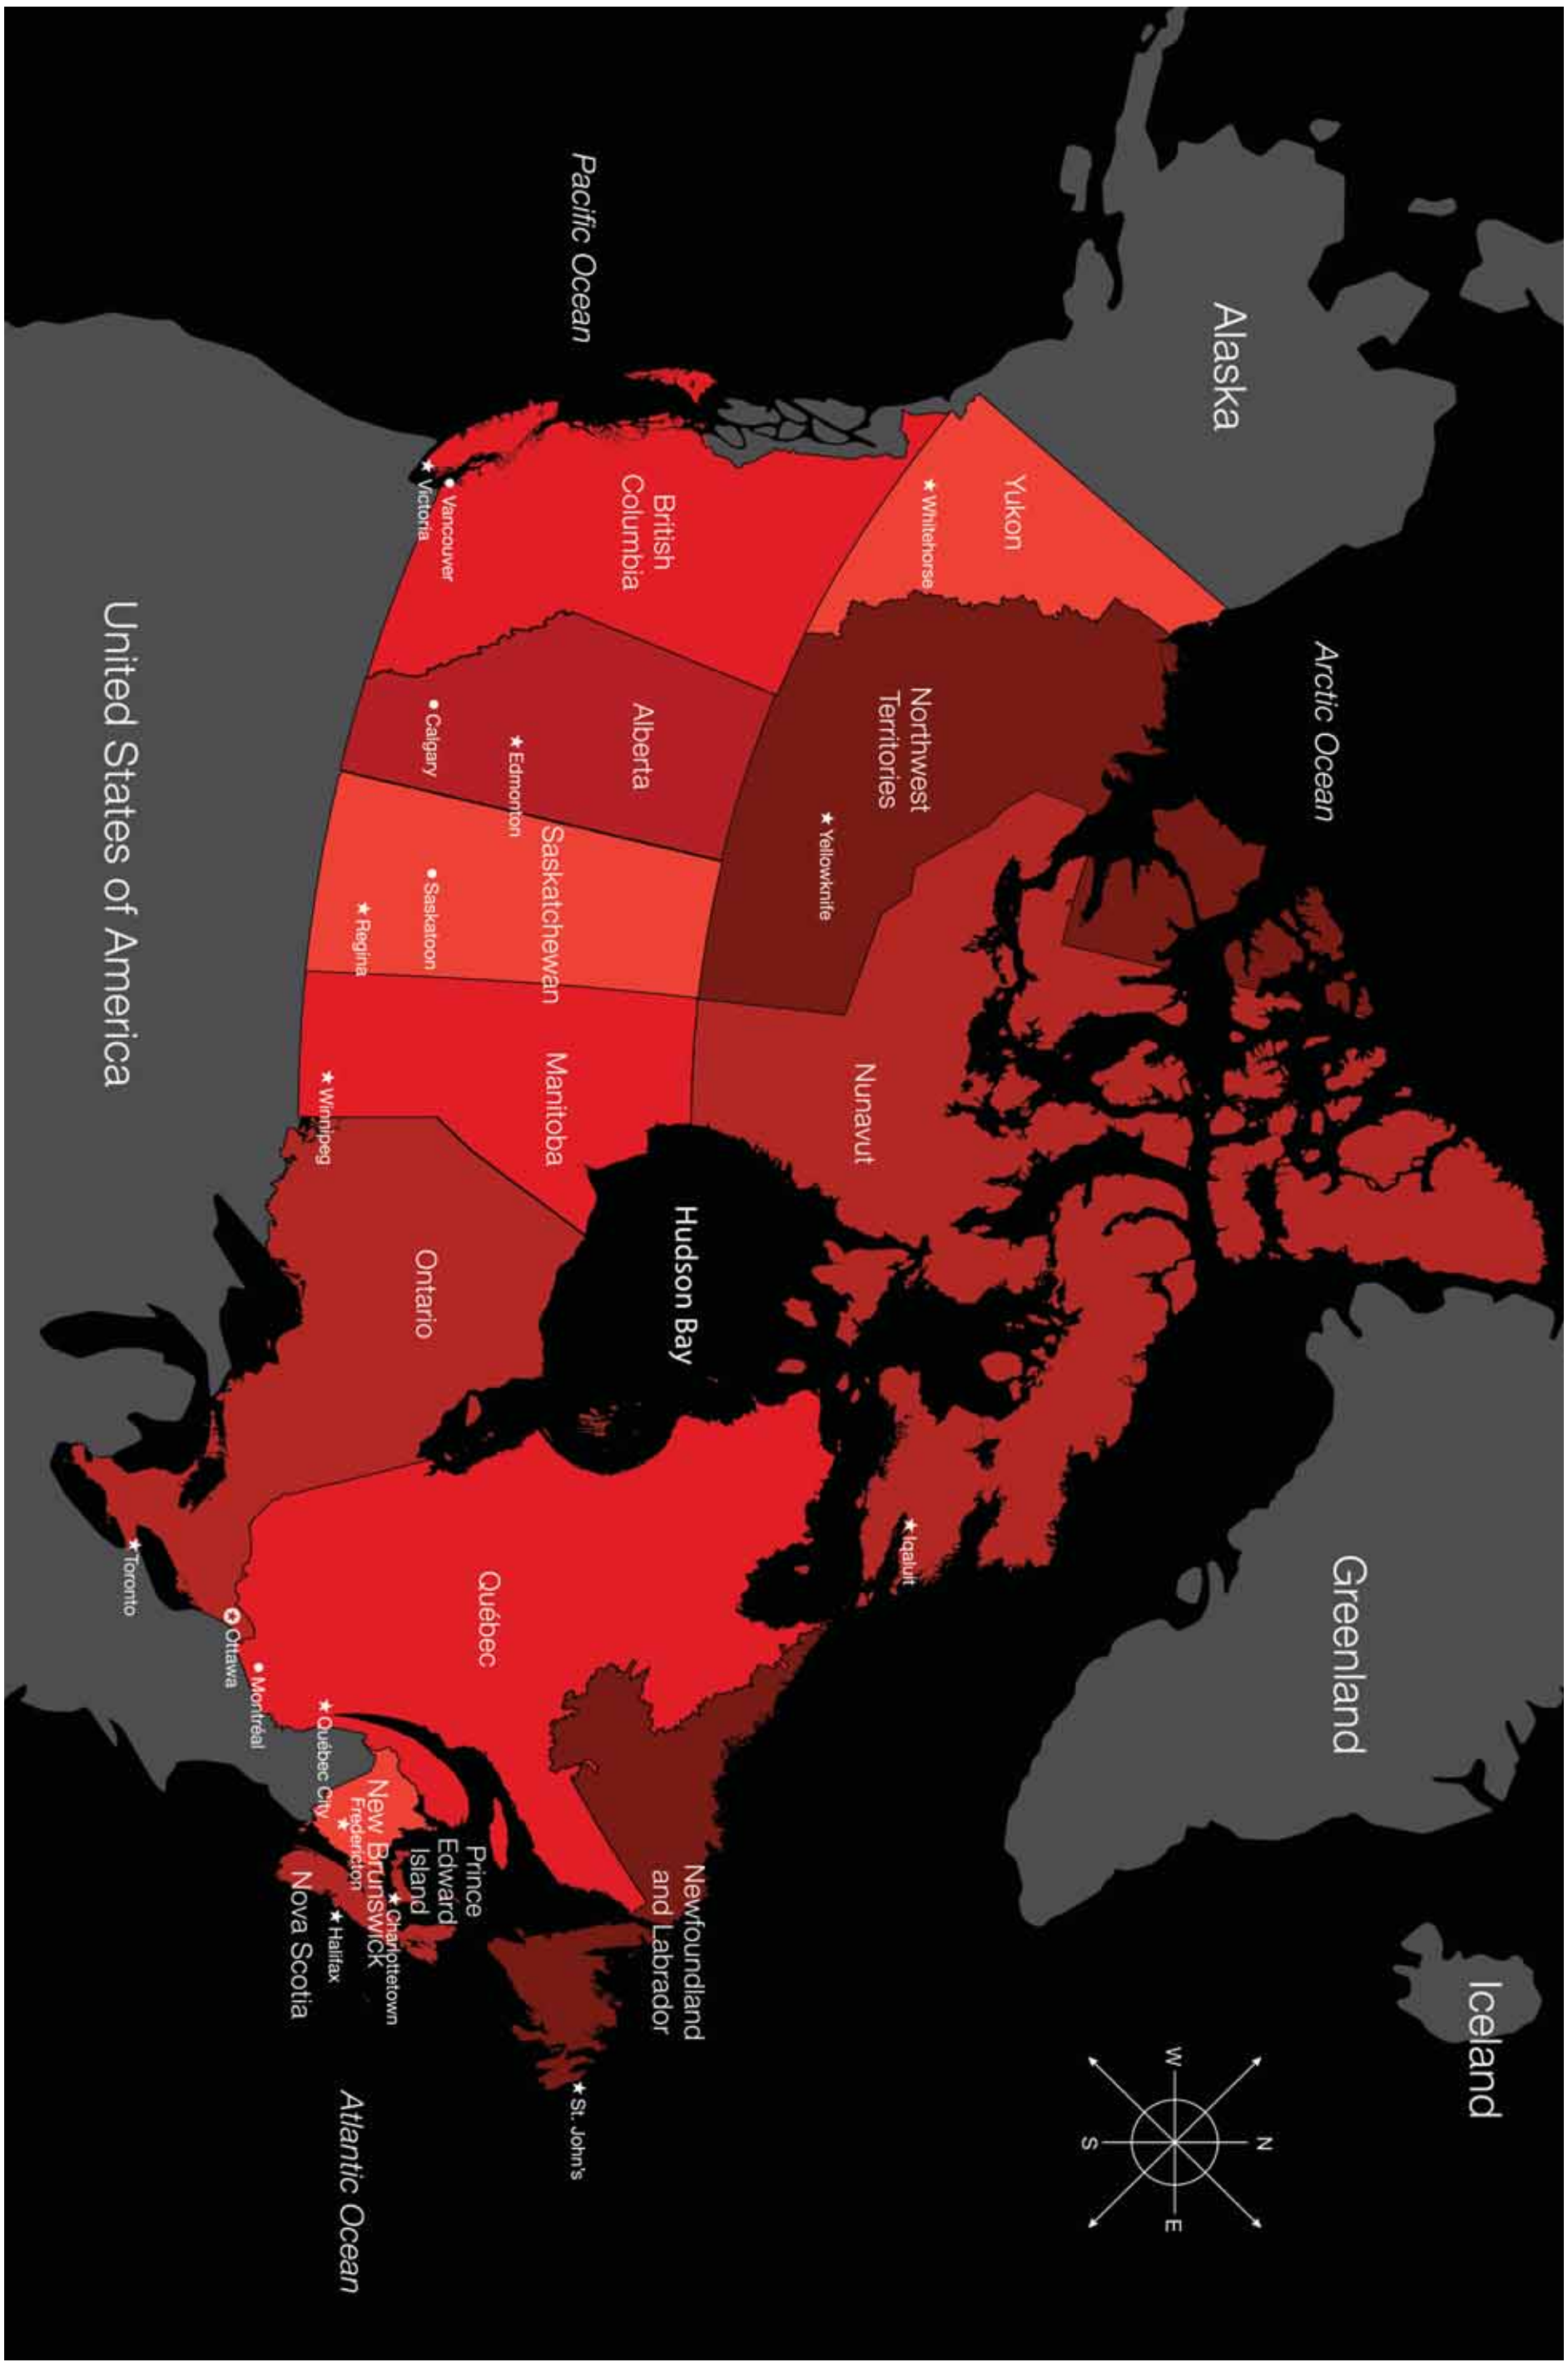 Alaska
Arctic Ocean
Greenland
Iceland
Pacific Ocean
Yukon
Whitehorse
Northwest
Territories
Yellowknife
Nunavut
Iqaluit
British
Columbia
Vancouver
Victoria
Alberta
Edmonton
Calgary
Saskatchewan
Saskatoon
Regina
Manitoba
Winnipeg
Hudson Bay
Ontario
Toronto
Ottawa
Québec
Montréal
Québec City
Newfoundland
and Labrador
St. John's
Prince
Edward
Island
Charlottetown
New Brunswick
Fredericton
Halifax
Nova Scotia
Atlantic Ocean
United States of America
N
W
E
S